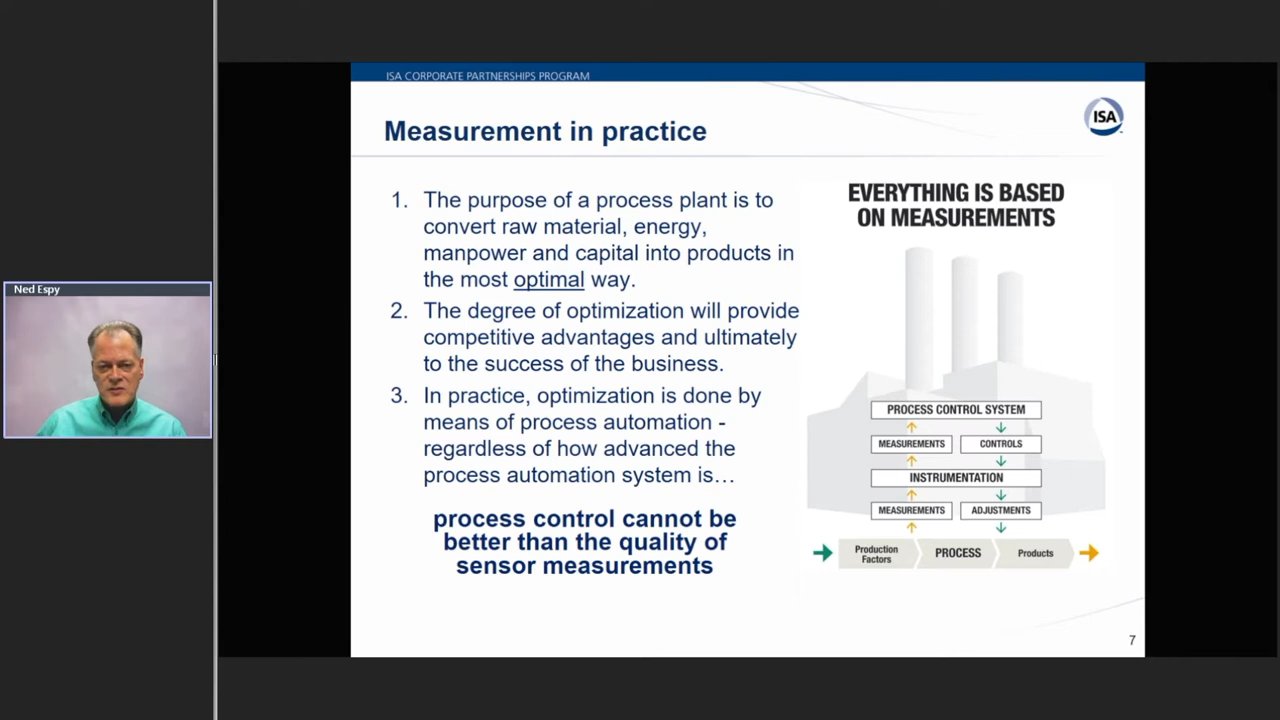 Ned Espy
ISA CORPORATE PARTNERSHIPS PROGRAM
ISA
Measurement in practice
1. The purpose of a process plant is to
convert raw material, energy,
manpower and capital into products in
the most optimal way.
2. The degree of optimization will provide
competitive advantages and ultimately
to the success of the business.
3. In practice, optimization is done by
means of process automation -
regardless of how advanced the
process automation system is…
process control cannot be
better than the quality of
sensor measurements
EVERYTHING IS BASED
ON MEASUREMENTS
PROCESS CONTROL SYSTEM
MEASUREMENTS
CONTROLS
INSTRUMENTATION
MEASUREMENTS
ADJUSTMENTS
Production
Factors
PROCESS
Products
7